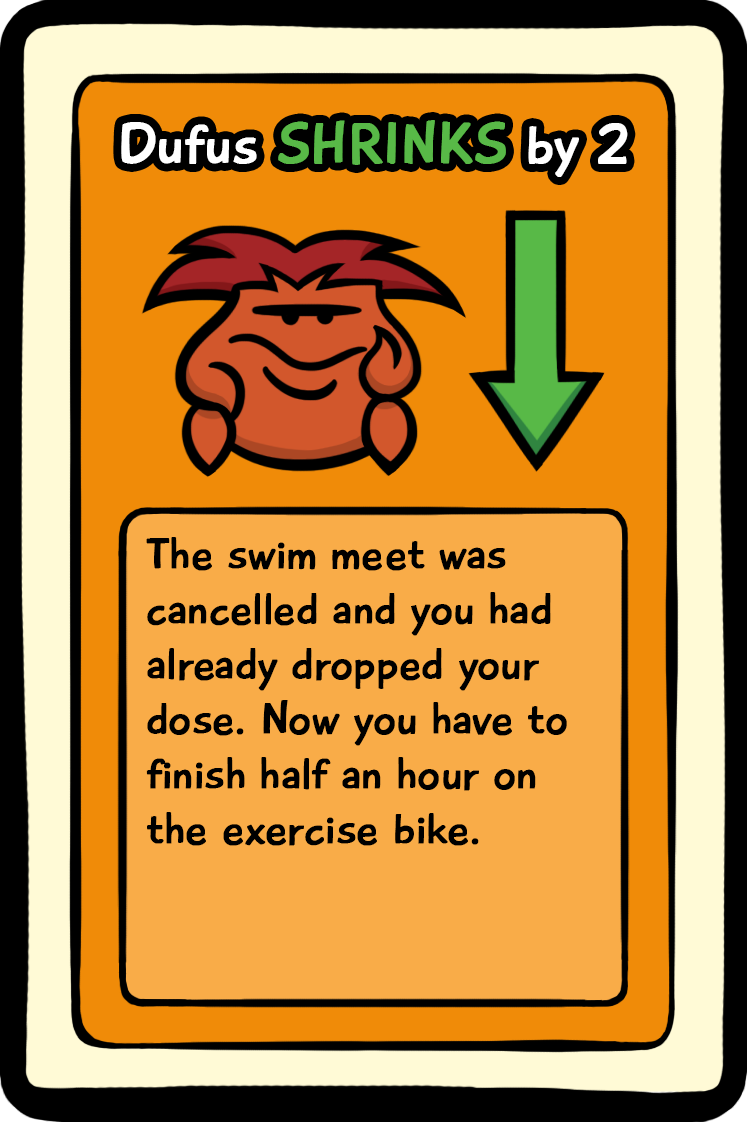 Dufus SHRINKS by 2
The swim meet was
cancelled and you had
already dropped your
dose. Now you have to
finish half an hour on
the exercise bike.